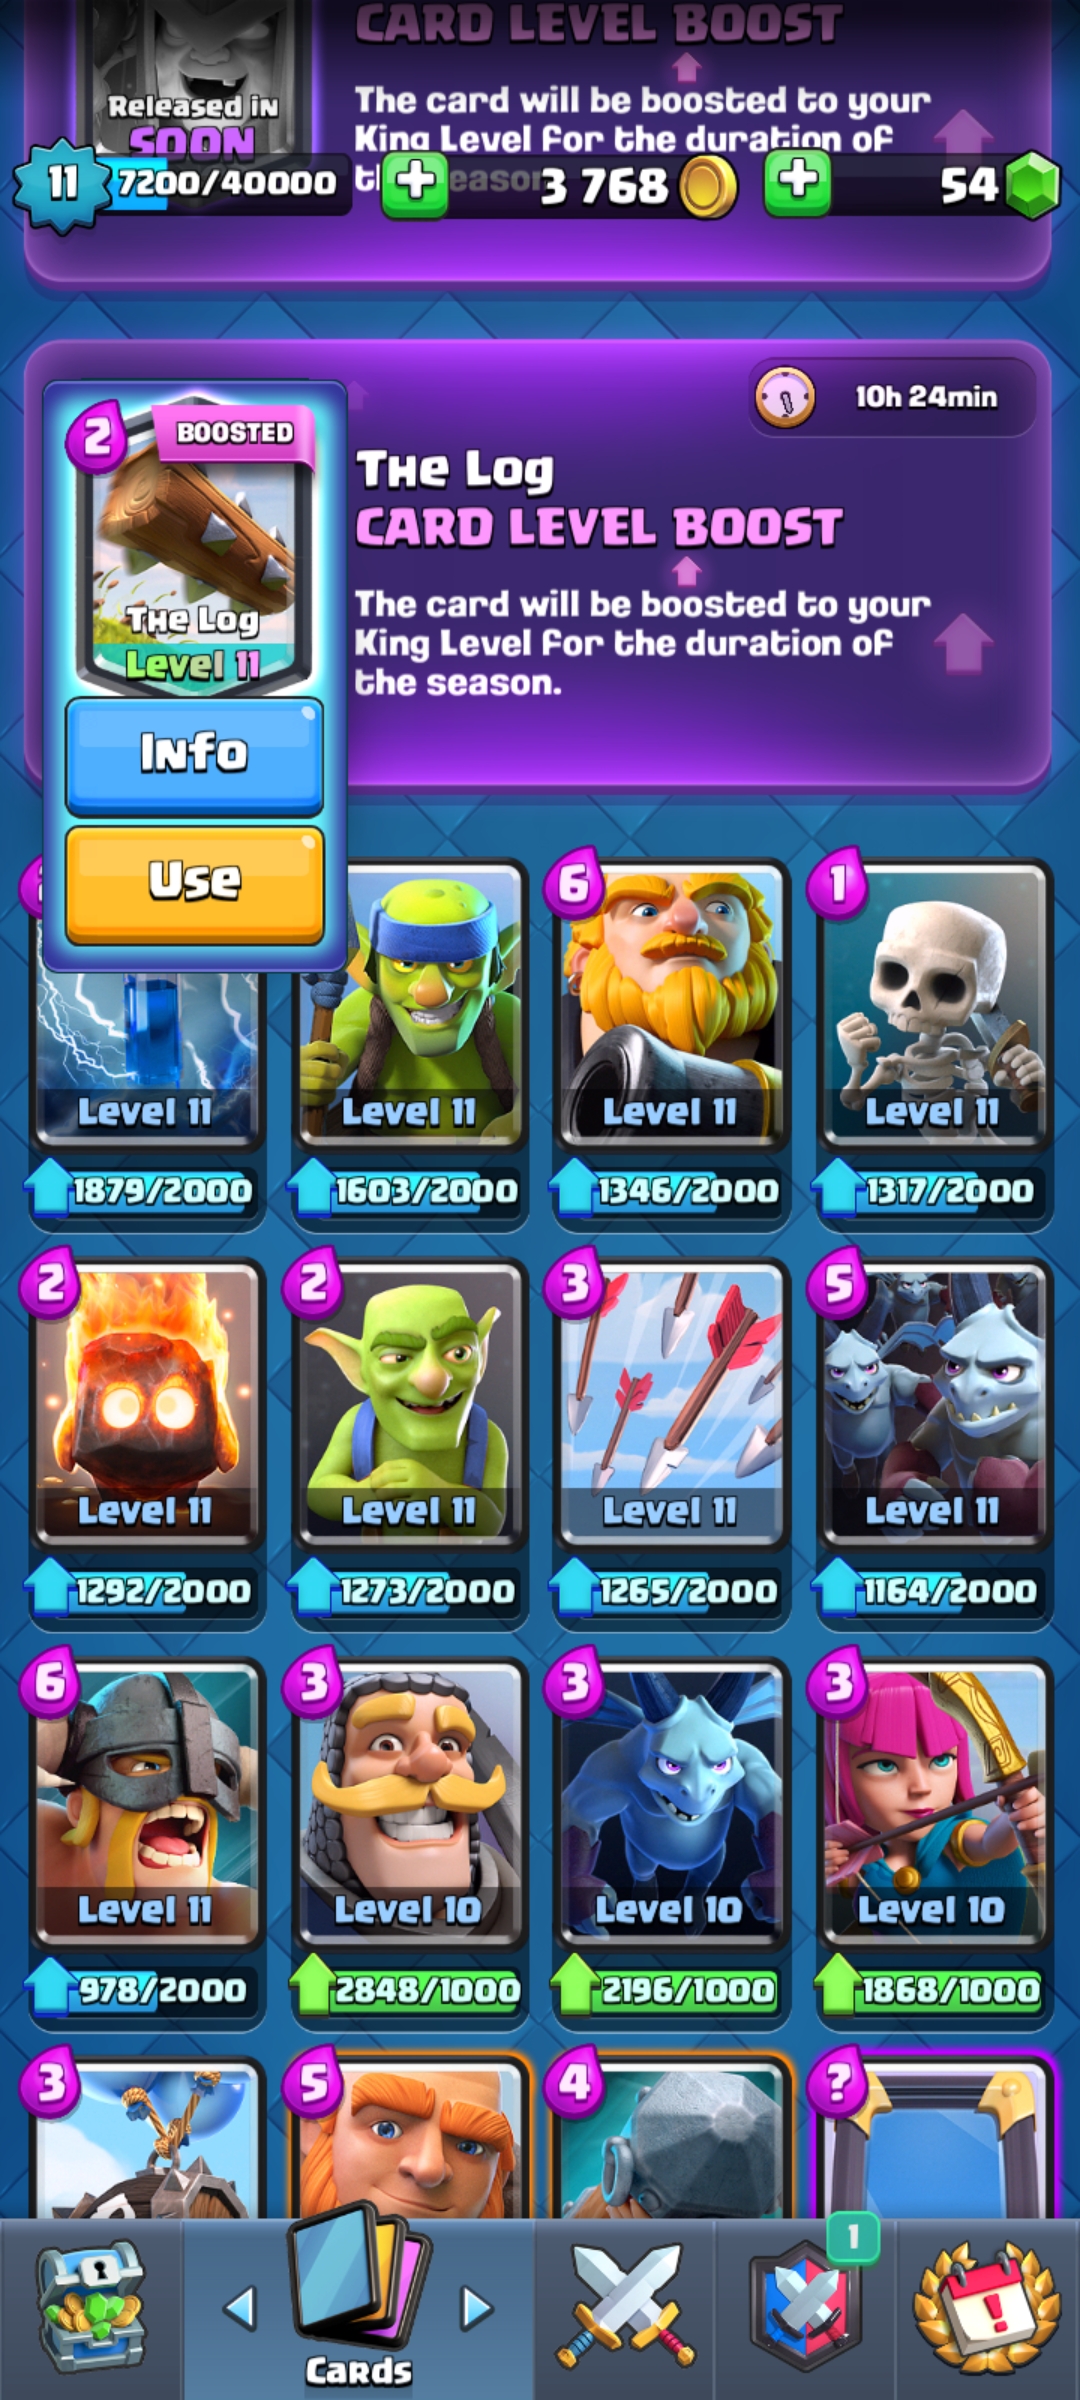 CARD LEVEL BOOST
The card will be boosted to your
King Level for the duration of
Released in
SOON
11
7200/40000
3 768
54
10h 24min
2
BOOSTED
The Log
CARD LEVEL BOOST
The card will be boosted to your
King Level for the duration of
the season.
The Log
Level 11
Info
Use
6
1
Level 11
Level 11
Level 11
Level 11
1879/2000
1603/2000
1346/2000
1317/2000
2
2
3
5
Level 11
Level 11
Level 11
Level 11
1292/2000
1273/2000
1265/2000
1164/2000
6
3
3
3
Level 11
Level 10
Level 10
Level 10
978/2000
2848/1000
2196/1000
1868/1000
3
5
4
?
1
Cards